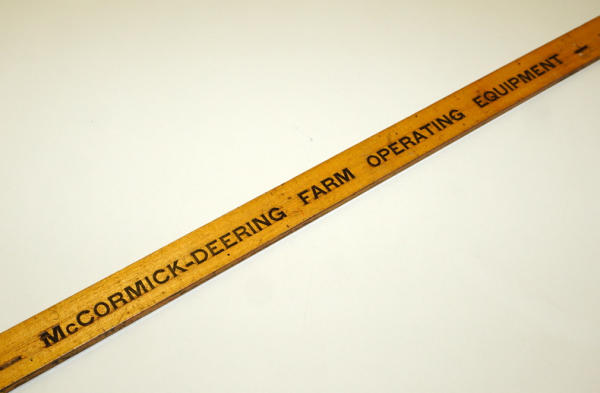 McCORMICK-DEERING FARM OPERATING EQUIPMENT